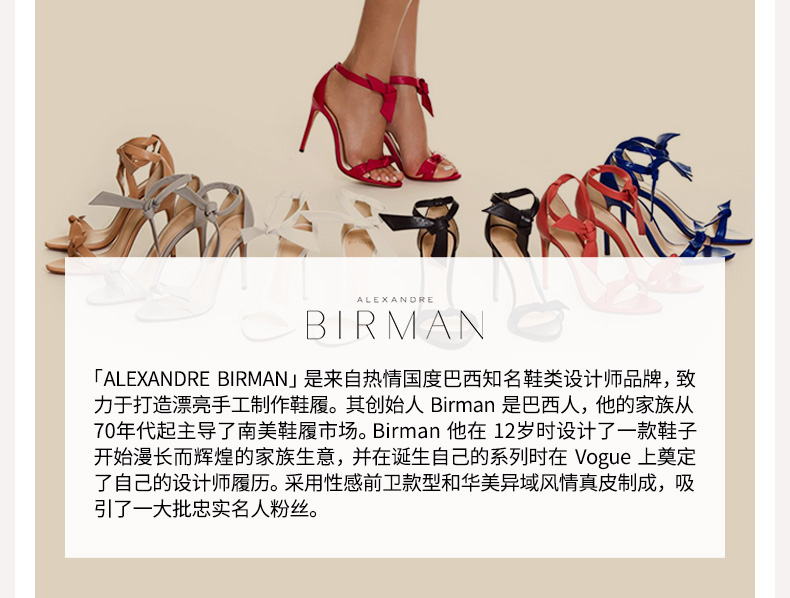 ALEXANDRE
BIRMAN
「ALEXANDRE BIRMAN」是来自热情国度巴西知名鞋类设计师品牌，致
力于打造漂亮手工制作鞋履。其创始人 Birman 是巴西人，他的家族从
70年代起主导了南美鞋履市场。Birman 他在 12岁时设计了一款鞋子
开始漫长而辉煌的家族生意，并在诞生自己的系列时在 Vogue 上奠定
了自己的设计师履历。采用性感前卫款型和华美异域风情真皮制成，吸
引了一大批忠实名人粉丝。